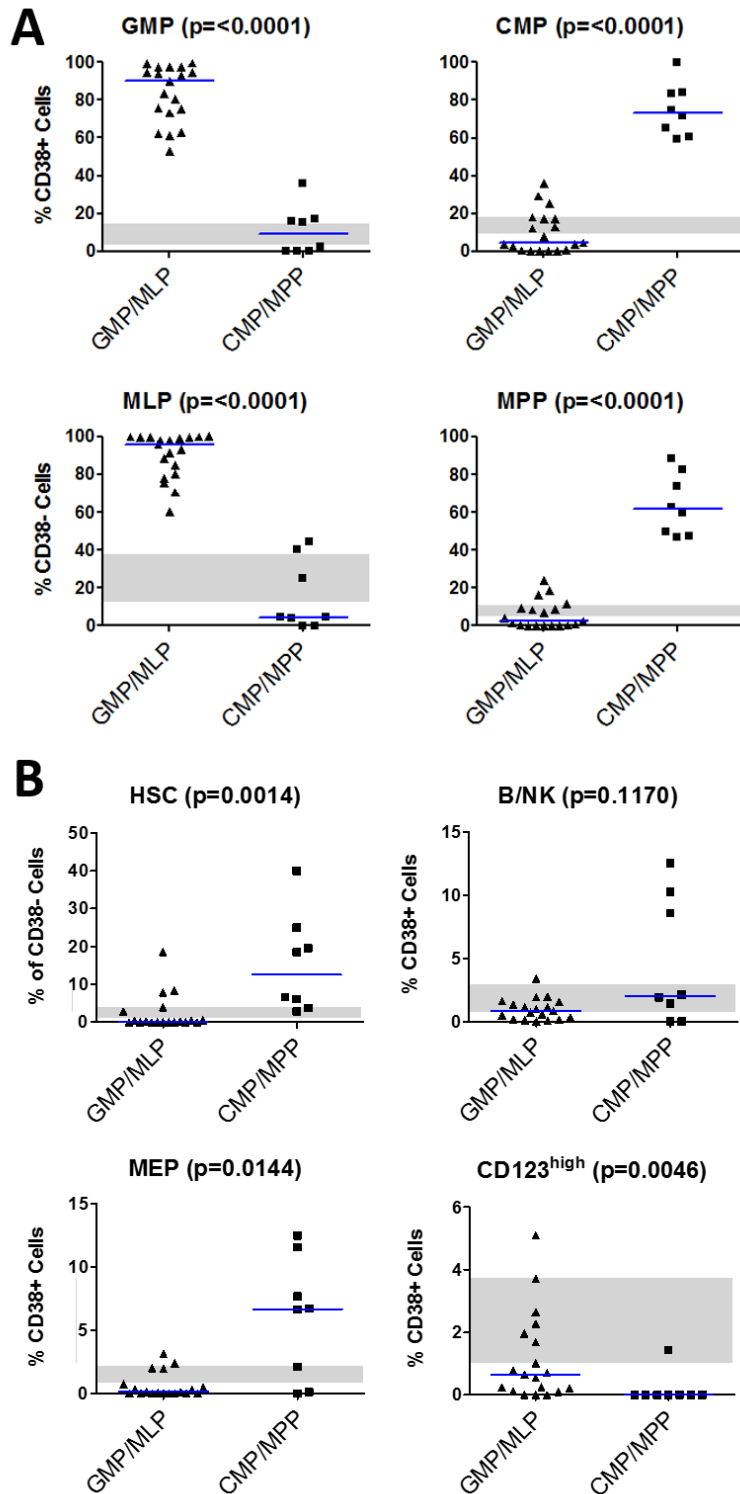 A
GMP (p=<0.0001)
% CD38+ Cells
100
80
60
40
20
0
GMP/MLP
CMP/MPP
CMP (p=<0.0001)
100
80
60
40
20
0
GMP/MLP
CMP/MPP
MLP (p=<0.0001)
% CD38- Cells
100
80
60
40
20
0
GMP/MLP
CMP/MPP
MPP (p=<0.0001)
100
80
60
40
20
0
GMP/MLP
CMP/MPP
B
HSC (p=0.0014)
% of CD38- Cells
50
40
30
20
10
0
GMP/MLP
CMP/MPP
B/NK (p=0.1170)
% CD38+ Cells
15
10
5
0
GMP/MLP
CMP/MPP
MEP (p=0.0144)
% CD38+ Cells
15
10
5
0
GMP/MLP
CMP/MPP
CD123high (p=0.0046)
% CD38+ Cells
6
4
2
0
GMP/MLP
CMP/MPP